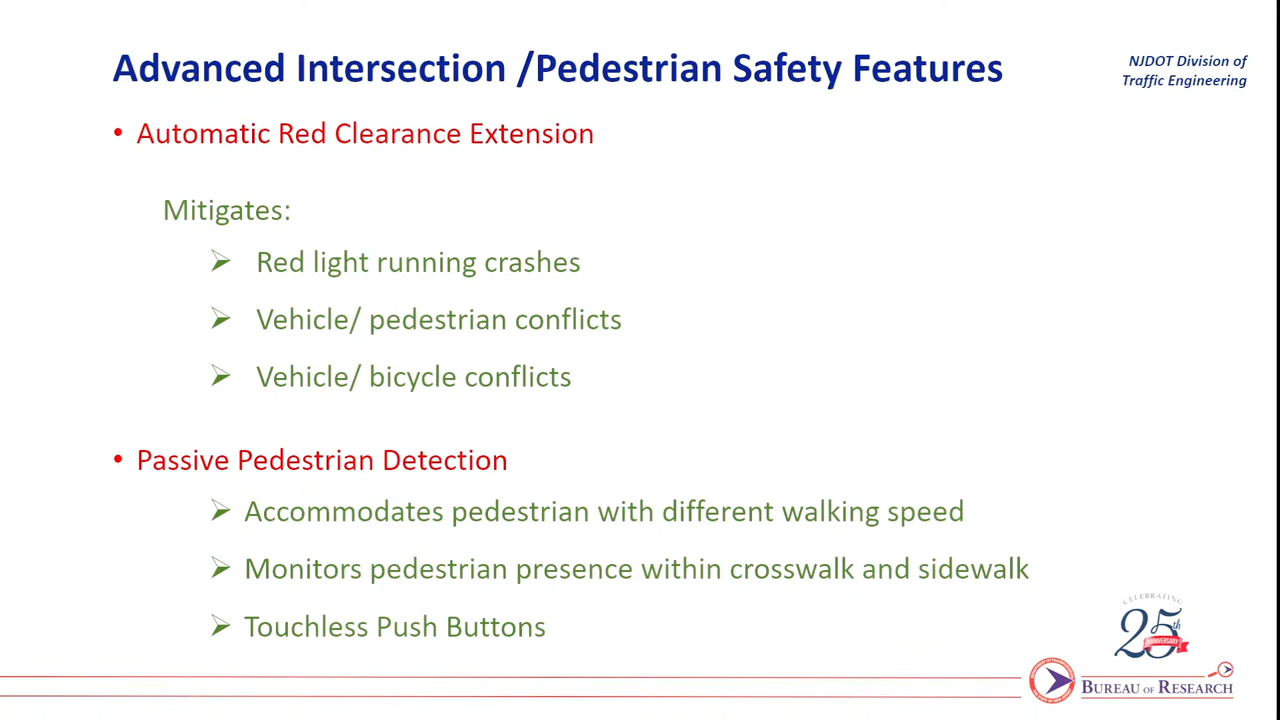 Advanced Intersection /Pedestrian Safety Features
NJDOT Division of
Traffic Engineering
• Automatic Red Clearance Extension
Mitigates:
➢ Red light running crashes
➢ Vehicle/ pedestrian conflicts
➢ Vehicle/ bicycle conflicts
• Passive Pedestrian Detection
➢ Accommodates pedestrian with different walking speed
➢ Monitors pedestrian presence within crosswalk and sidewalk
➢ Touchless Push Buttons
CELEBRATING
25th
ANNIVERSARY
BUREAU OF RESEARCH